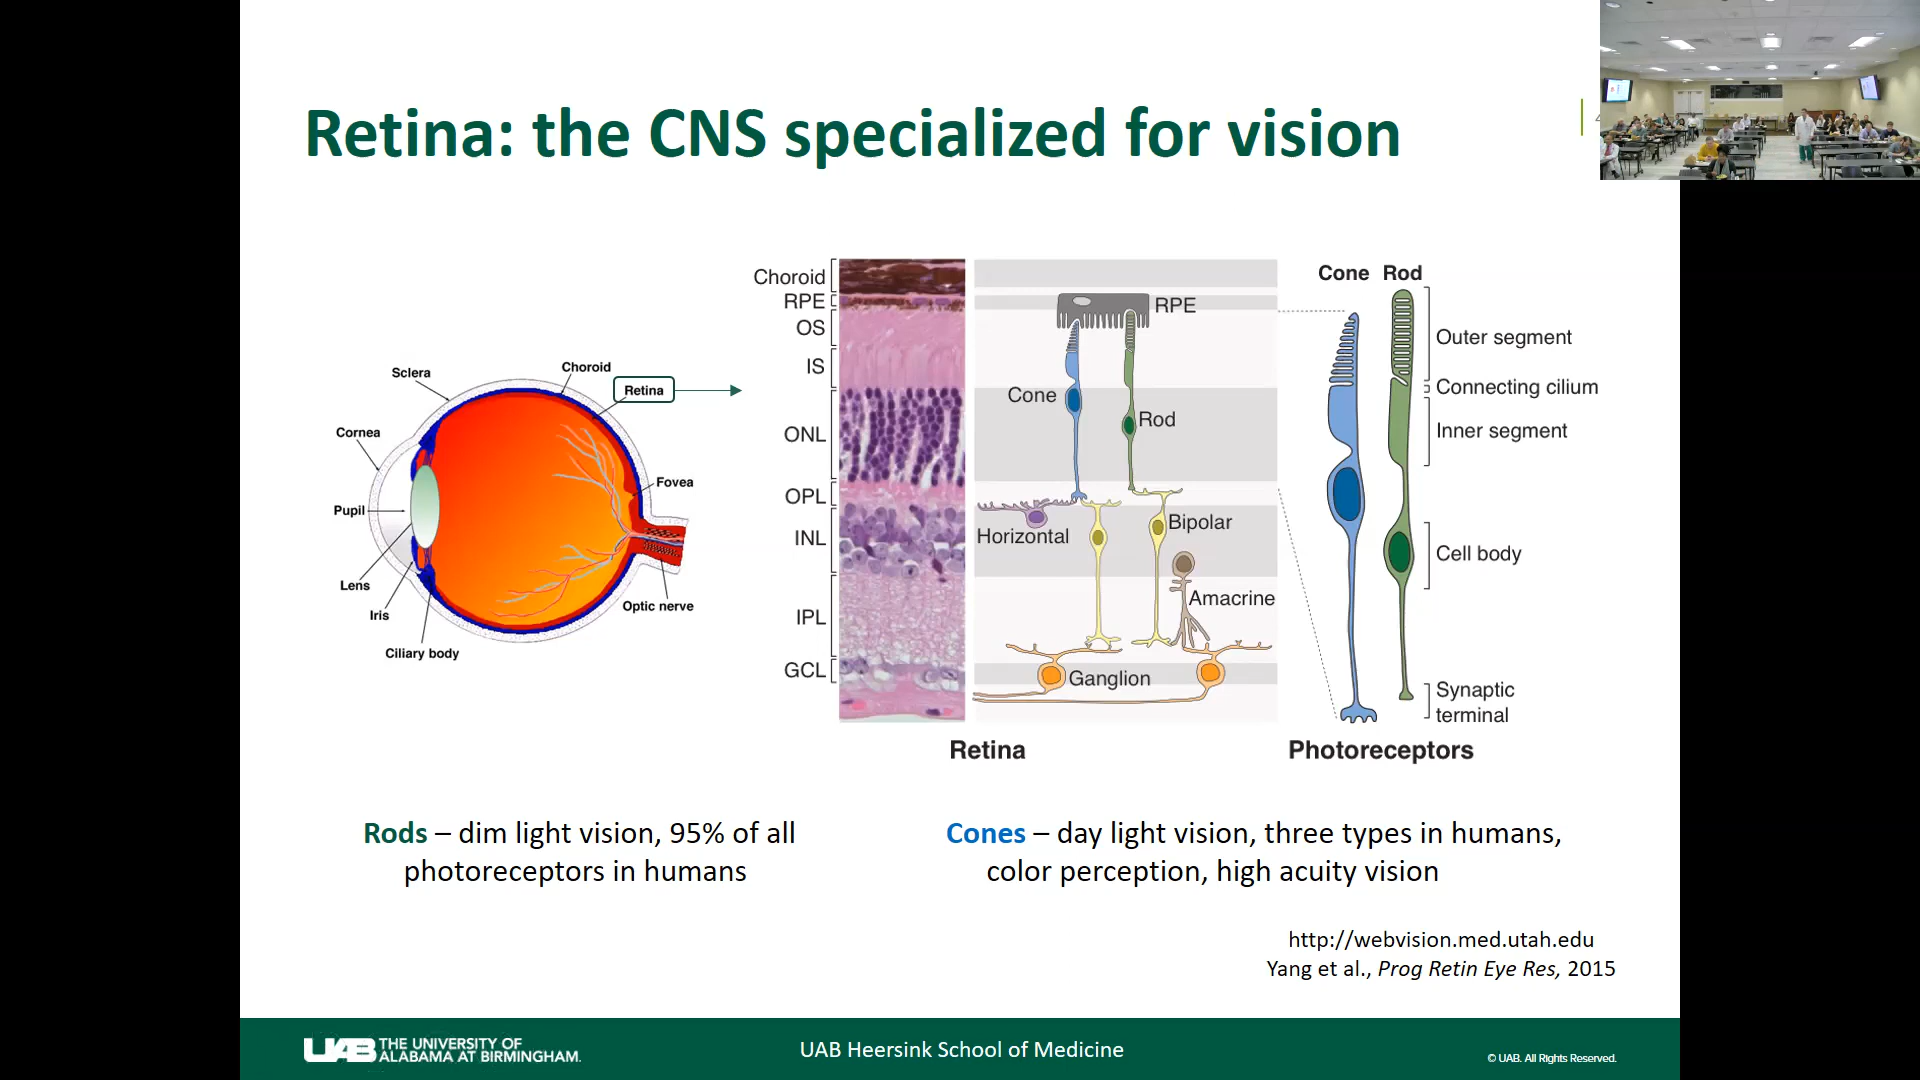 Retina: the CNS specialized for vision
Sclera
Choroid
Retina
Cornea
Fovea
Pupil
Lens
Iris
Optic nerve
Ciliary body
Choroid
RPE
OS
IS
ONL
OPL
INL
IPL
GCL
RPE
Cone
Rod
Horizontal
Bipolar
Amacrine
Ganglion
Retina
Cone Rod
Outer segment
Connecting cilium
Inner segment
Cell body
Synaptic
terminal
Photoreceptors
Rods – dim light vision, 95% of all
photoreceptors in humans
Cones – day light vision, three types in humans,
color perception, high acuity vision
http://webvision.med.utah.edu
Yang et al., Prog Retin Eye Res, 2015
UAB THE UNIVERSITY OF
ALABAMA AT BIRMINGHAM.
UAB Heersink School of Medicine
© UAB. All Rights Reserved.